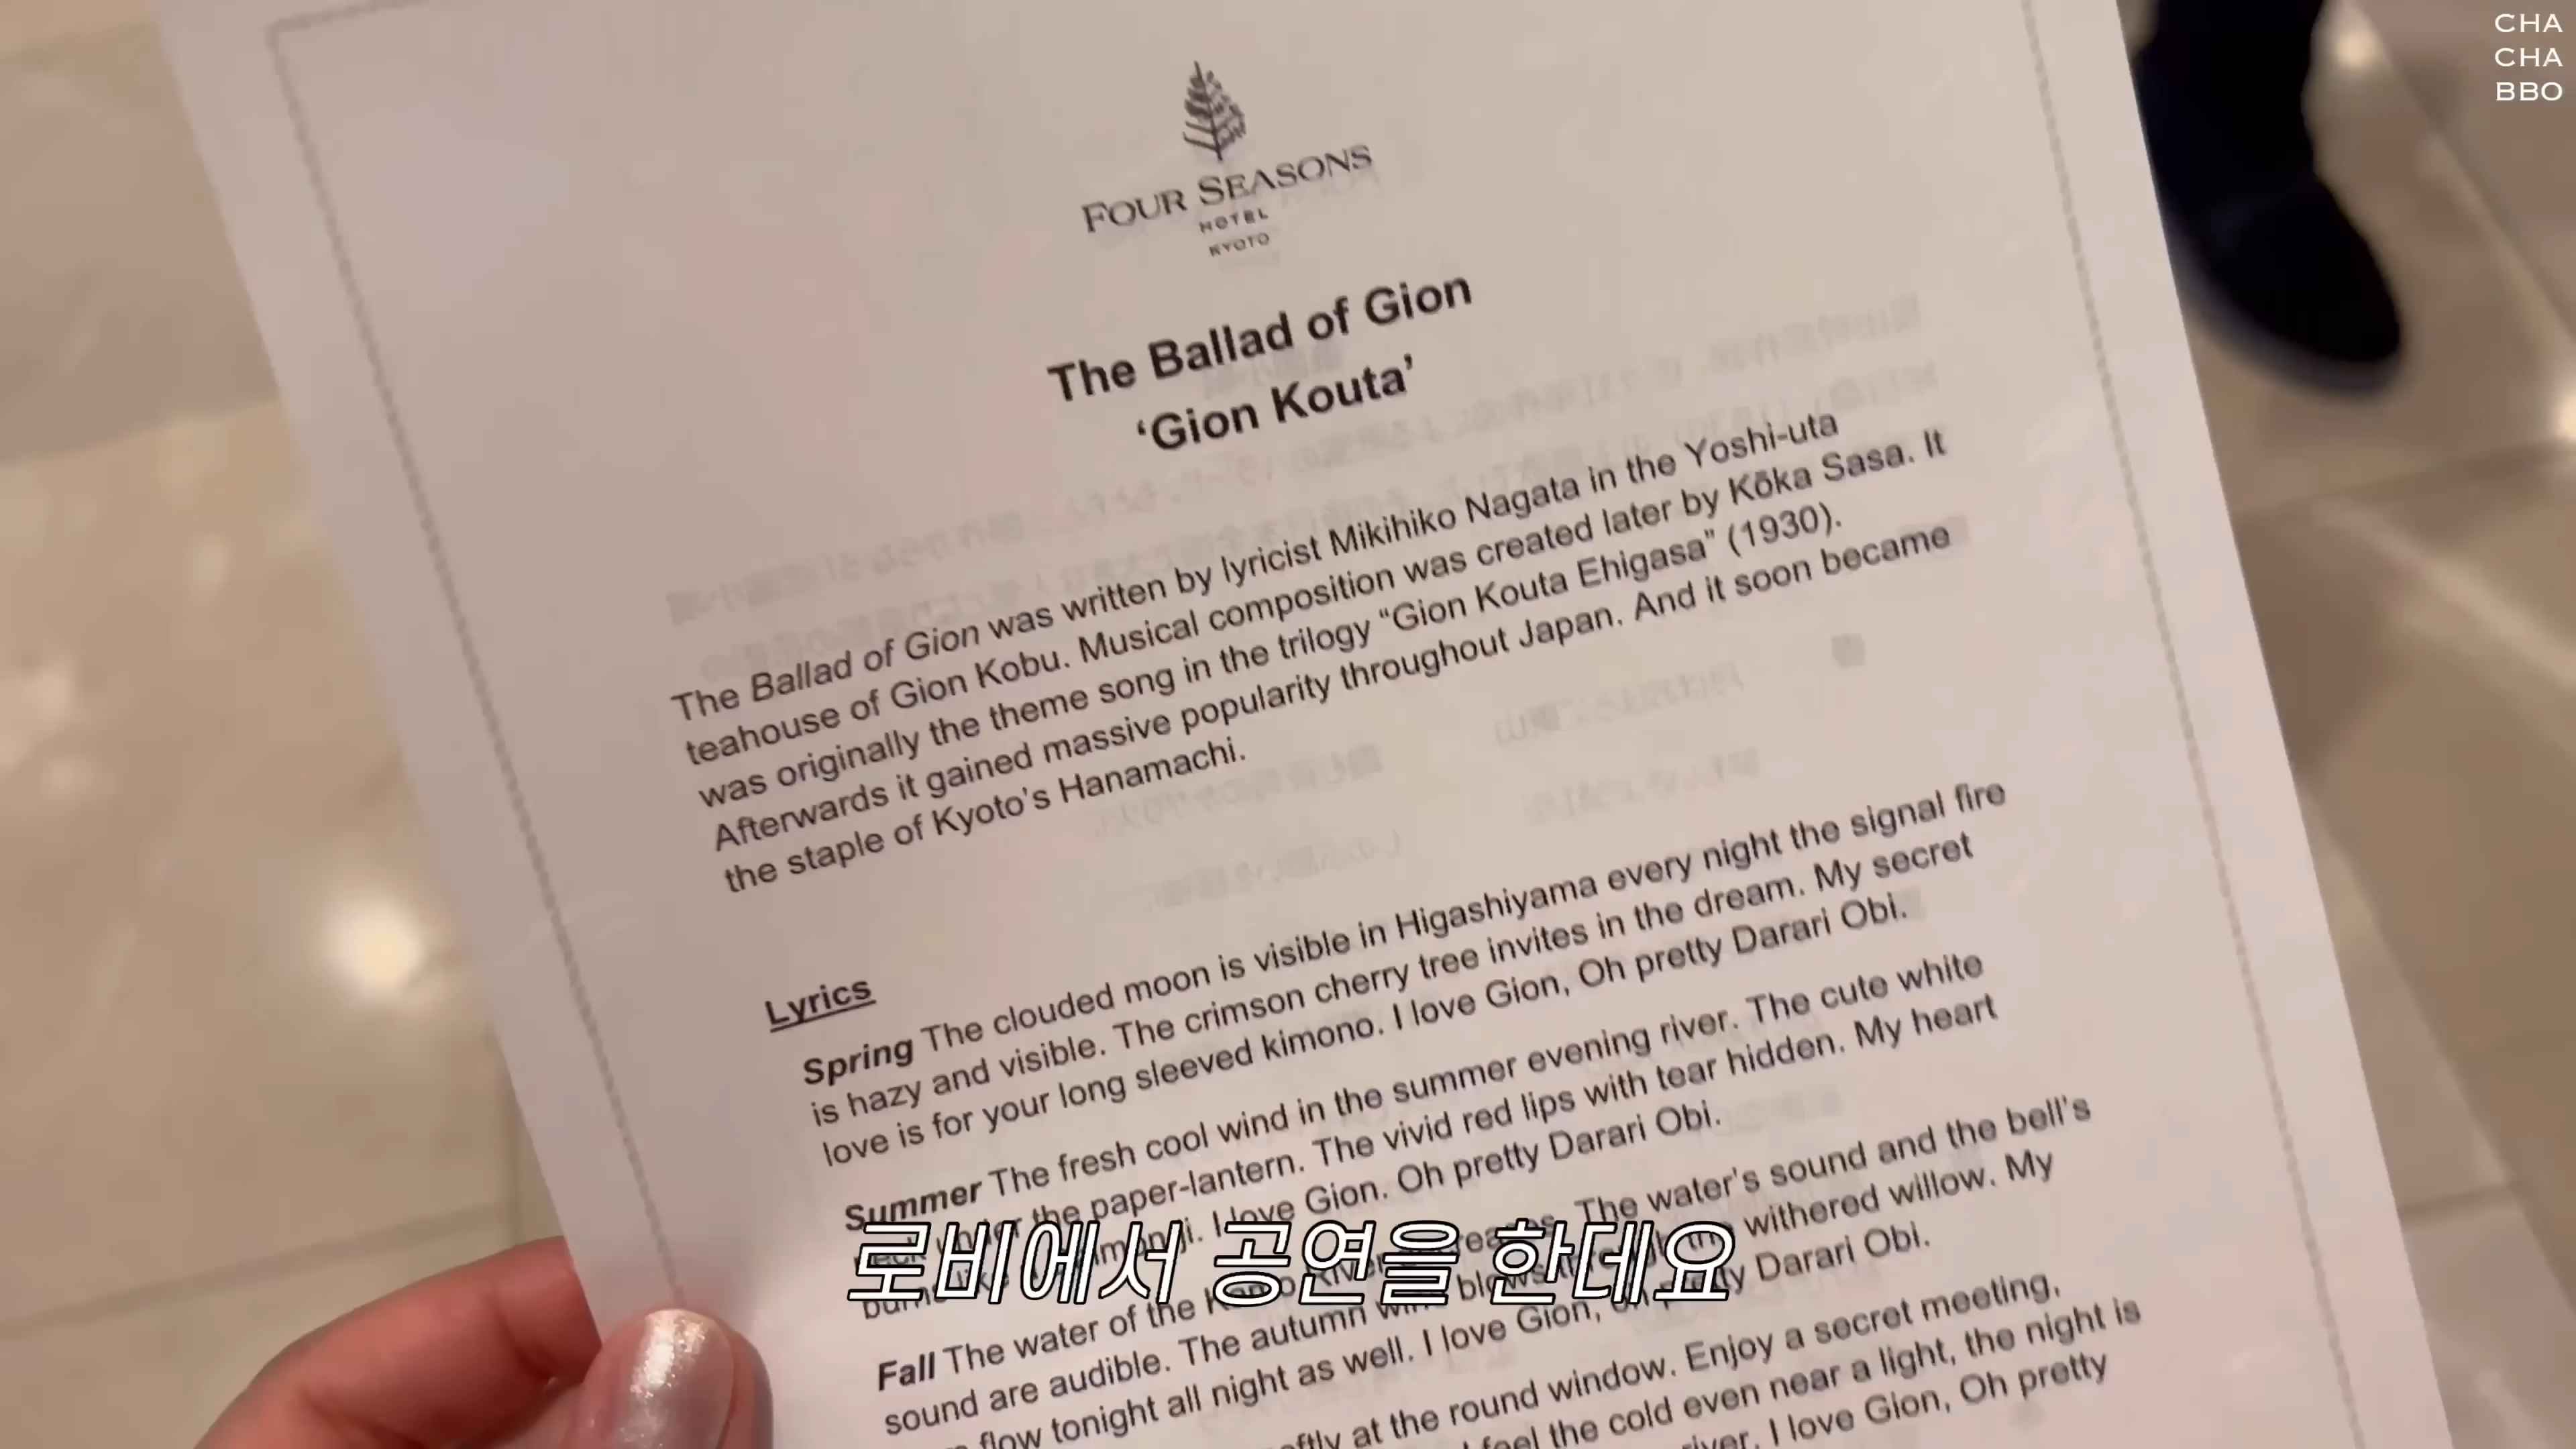 CHA
CHA
BBO
FOUR SEASONS
HOTEL
KYOTO
The Ballad of Gion
‘Gion Kouta’
The Ballad of Gion was written by lyricist Mikihiko Nagata in the Yoshi-uta
teahouse of Gion Kobu. Musical composition was created later by Kōka Sasa. It
was originally the theme song in the trilogy “Gion Kouta Ehigasa” (1930).
Afterwards it gained massive popularity throughout Japan. And it soon became
the staple of Kyoto’s Hanamachi.
Lyrics
Spring The clouded moon is visible in Higashiyama every night the signal fire
is hazy and visible. The crimson cherry tree invites in the dream. My secret
love is for your long sleeved kimono. I love Gion, Oh pretty Darari Obi.
Summer The fresh cool wind in the summer evening river. The cute white
under the paper-lantern. The vivid red lips with tear hidden. My heart
I love Gion. Oh pretty Darari Obi.
Fall The water of the River The water’s sound and the bell’s
sound are audible. The autumn blows withered willow. My
flow tonight all night as well. I love Gion, Darari Obi.
at the round window. Enjoy a secret meeting,
feel the cold even near a light, the night is
I love Gion, Oh pretty
로비에서 공연을 한데요